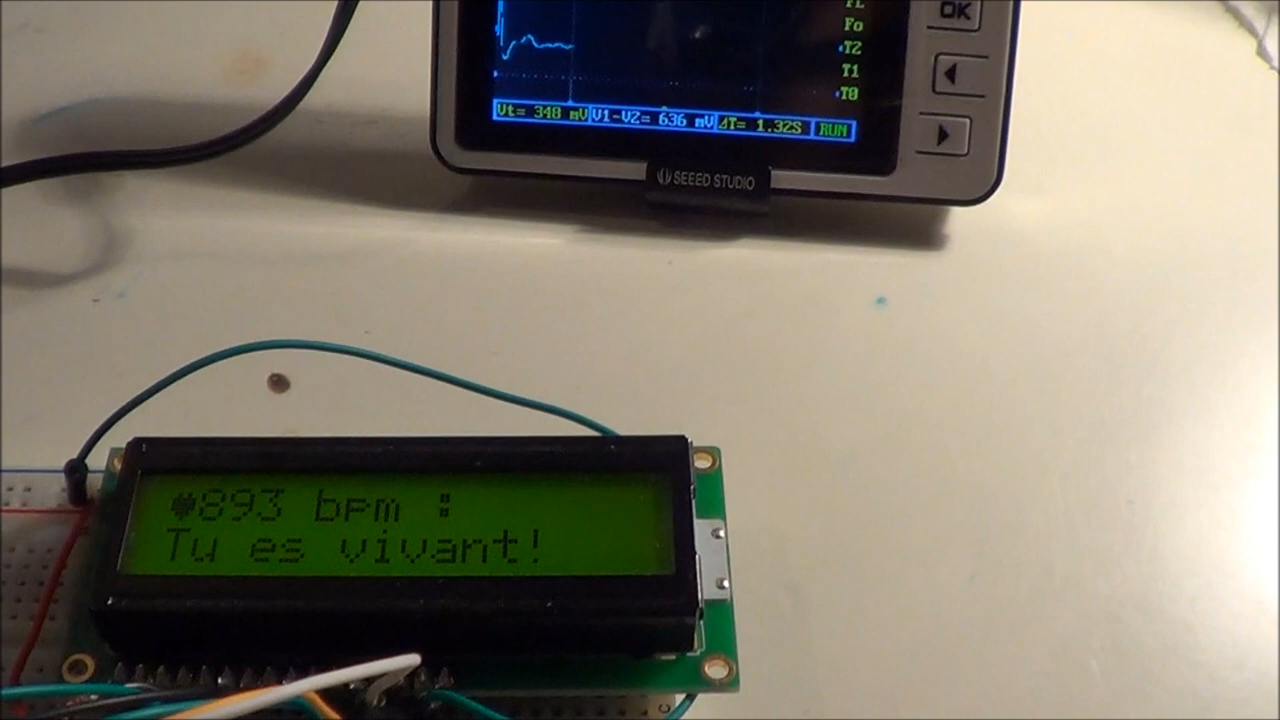 FL
OK
Fo
T2
T1
T0
Vt= 348 mV V1-V2= 636 mV ΔT= 1.32S RUN
SEEED STUDIO
♥893 bpm :
Tu es vivant!